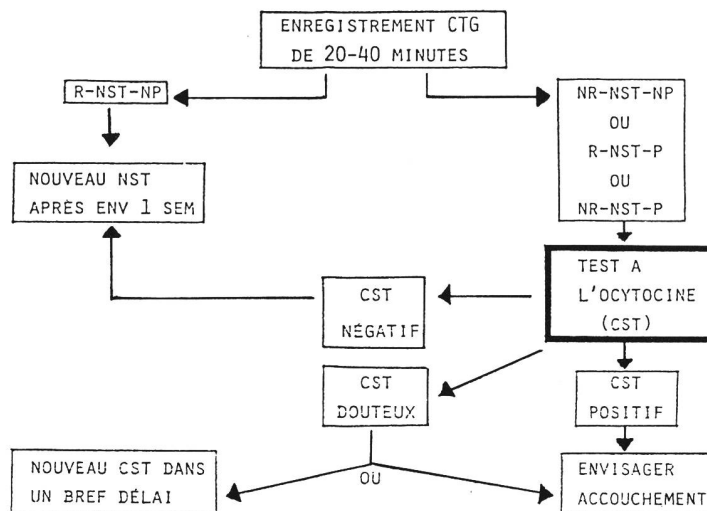 ENREGISTREMENT CTG
DE 20-40 MINUTES
R-NST-NP
NR-NST-NP
OU
R-NST-P
OU
NR-NST-P
NOUVEAU NST
APRÈS ENV 1 SEM
TEST A
L'OCYTOCINE
(CST)
CST
NÉGATIF
CST
DOUTEUX
CST
POSITIF
NOUVEAU CST DANS
UN BREF DÉLAI
OU
ENVISAGER
ACCOUCHEMENT